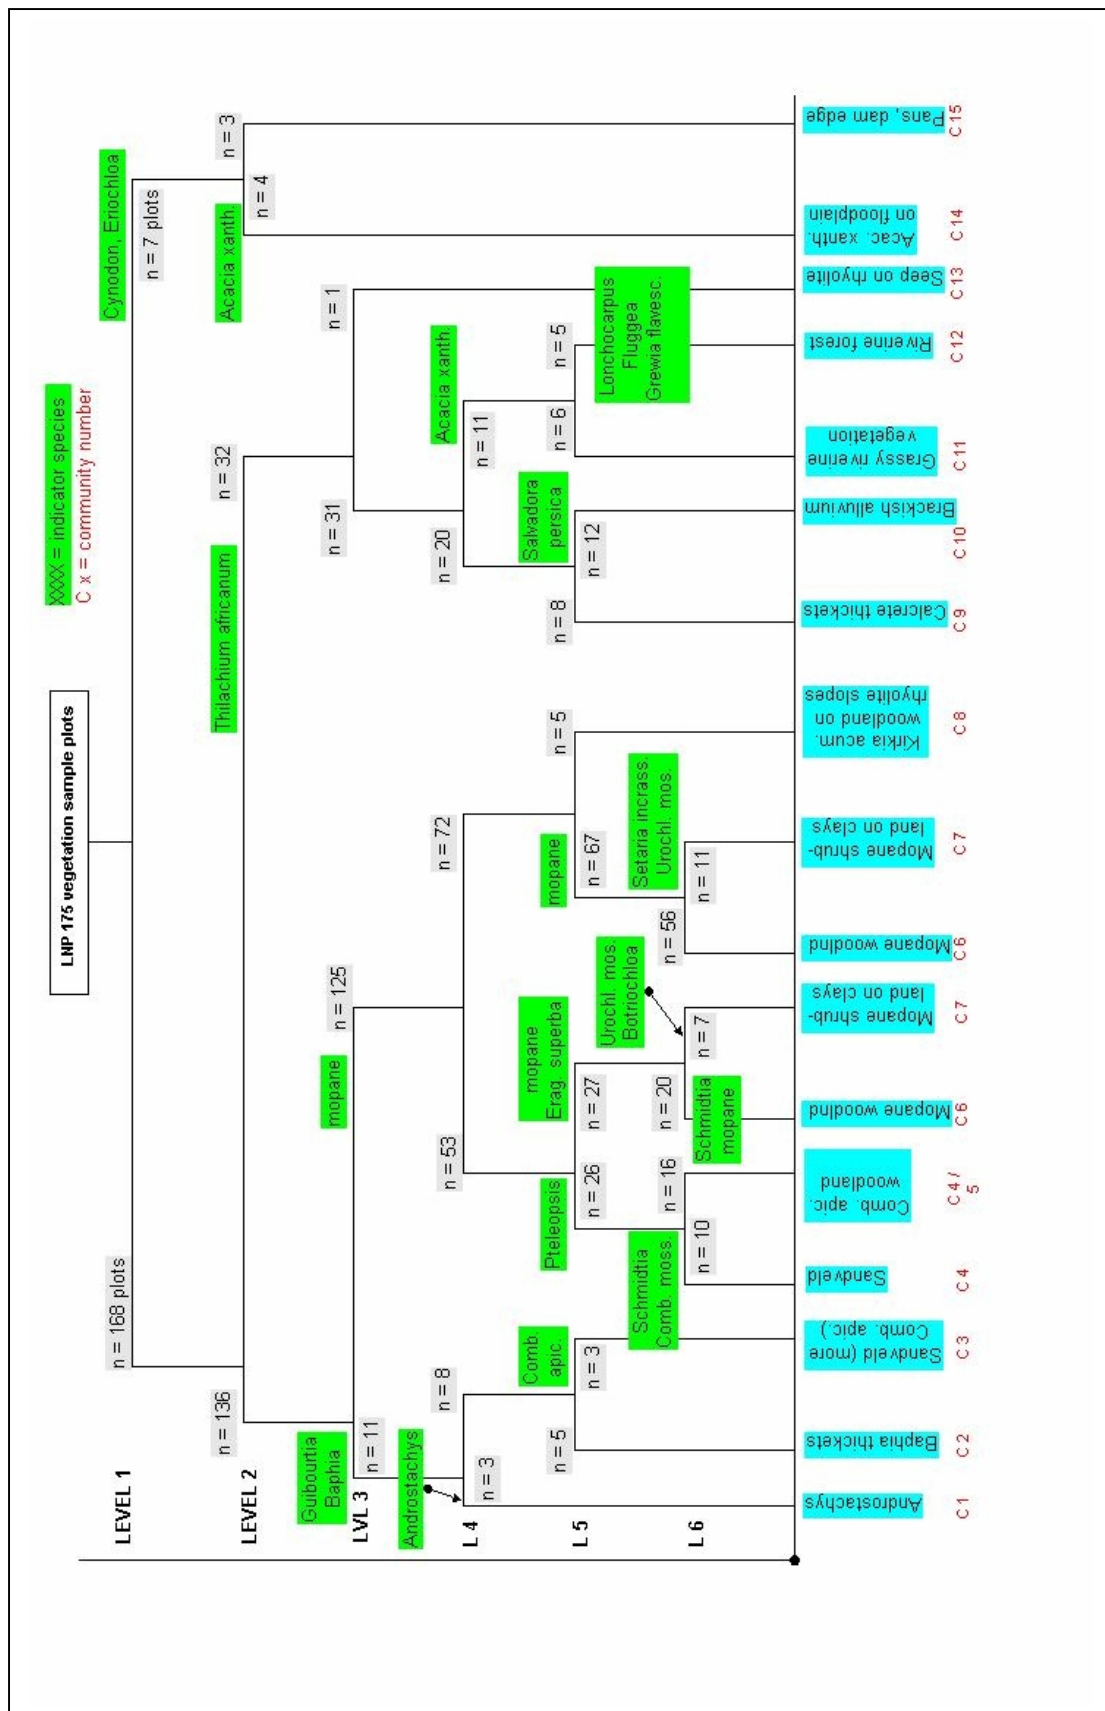 LNP 175 vegetation sample plots
XXXX = indicator species
C x = community number
LEVEL 1
n = 168 plots
Cynodon, Eriochloa
n = 7 plots
LEVEL 2
n = 136
Thilachium africanum
n = 32
Acacia xanth.
n = 4
n = 3
LVL 3
Guibourtia
Baphia
n = 11
mopane
n = 125
n = 31
n = 1
L 4
Androstachys
n = 3
n = 8
n = 53
n = 72
n = 20
n = 11
Acacia xanth.
L 5
n = 5
Comb.
apic.
n = 3
Pteleopsis
n = 26
mopane
Erag. superba
n = 27
mopane
n = 67
n = 5
n = 8
Salvadora
persica
n = 12
n = 6
n = 5
Lonchocarpus
Fluggea
Grewia flavesc.
L 6
Schmidtia
Comb. moss.
n = 10
n = 16
Schmidtia
mopane
n = 20
Urochl. mos.
Botriochloa
n = 7
n = 56
Setaria incrass.
Urochl. mos.
n = 11
Androstachys
Baphia thickets
Sandveld (more
Comb. apic.)
Sandveld
Comb. apic.
woodland
Mopane woodlnd
Mopane shrub-
land on clays
Mopane woodlnd
Mopane shrub-
land on clays
Kirkia acum.
woodland on
rhyolite slopes
Calcrete thickets
Brackish alluvium
Grassy riverine
vegetation
Riverine forest
Seep on rhyolite
Acac. xanth.
on floodplain
Pans, dam edge
C1
C2
C3
C4
C4 /
5
C6
C7
C6
C7
C8
C9
C10
C11
C12
C13
C14
C15